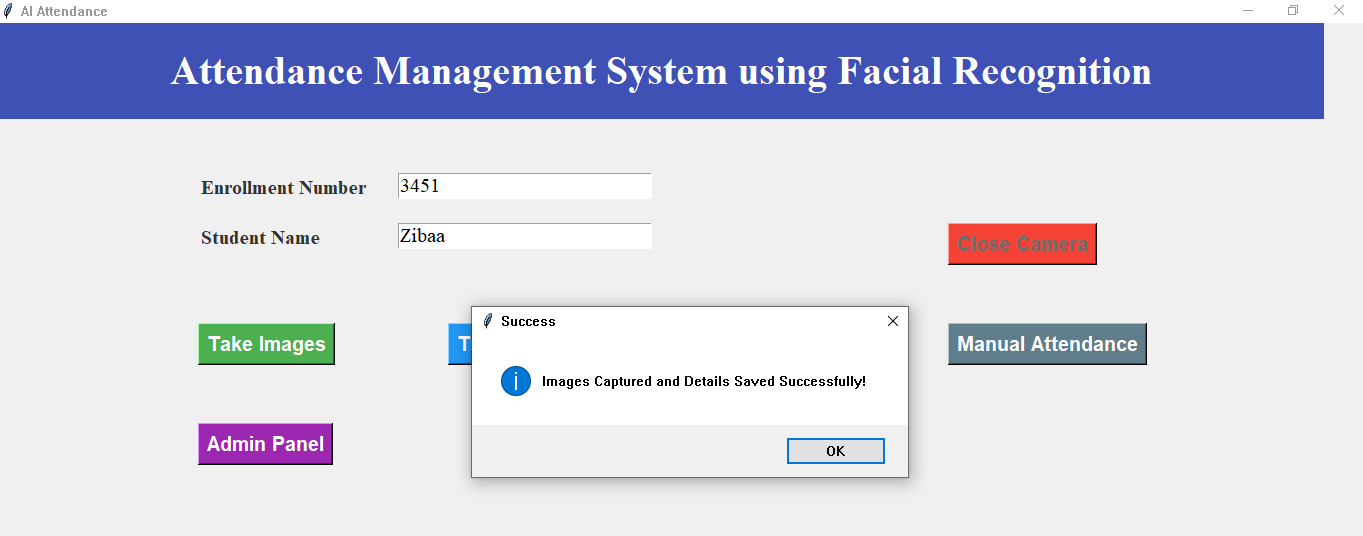 AI Attendance
Attendance Management System using Facial Recognition
Enrollment Number 3451
Student Name Zibaa
Close Camera
Success
Take Images
Manual Attendance
Images Captured and Details Saved Successfully!
Admin Panel
OK